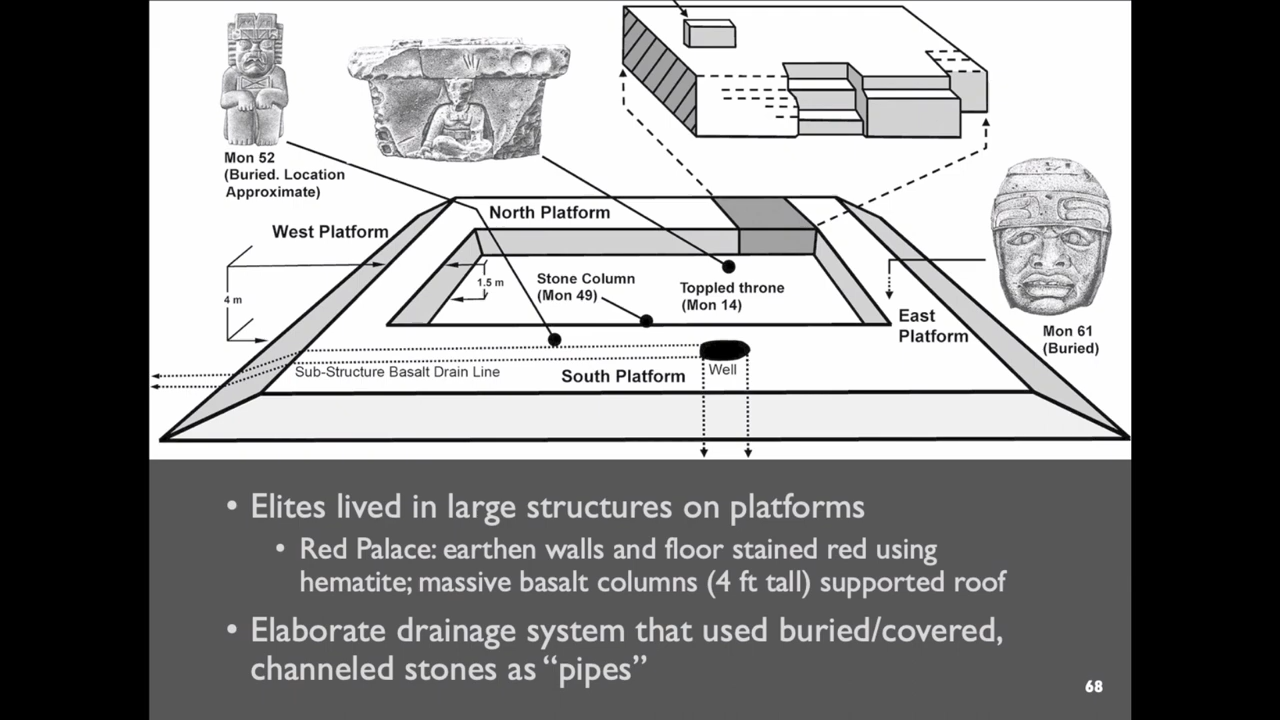 Mon 52
(Buried. Location
Approximate)
North Platform
West Platform
Stone Column
(Mon 49)
1.5 m
Toppled throne
(Mon 14)
4 m
East
Platform
Mon 61
(Buried)
Sub-Structure Basalt Drain Line
South Platform
Well
• Elites lived in large structures on platforms
• Red Palace: earthen walls and floor stained red using
hematite; massive basalt columns (4 ft tall) supported roof
• Elaborate drainage system that used buried/covered,
channeled stones as “pipes”
68